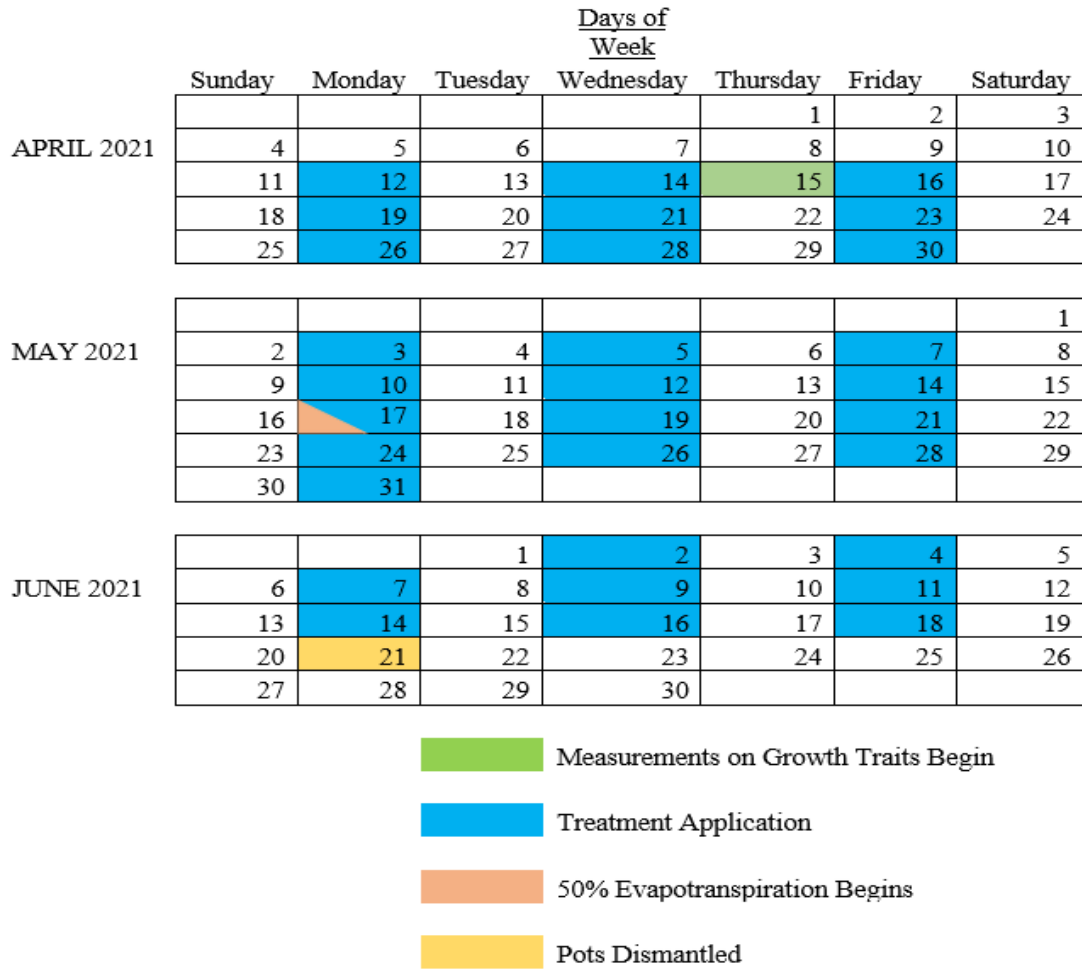 Days of
Week
Sunday Monday Tuesday Wednesday Thursday Friday Saturday
1 2 3
APRIL 2021 4 5 6 7 8 9 10
11 12 13 14 15 16 17
18 19 20 21 22 23 24
25 26 27 28 29 30
1
MAY 2021 2 3 4 5 6 7 8
9 10 11 12 13 14 15
16 17 18 19 20 21 22
23 24 25 26 27 28 29
30 31
1 2 3 4 5
JUNE 2021 6 7 8 9 10 11 12
13 14 15 16 17 18 19
20 21 22 23 24 25 26
27 28 29 30
Measurements on Growth Traits Begin
Treatment Application
50% Evapotranspiration Begins
Pots Dismantled